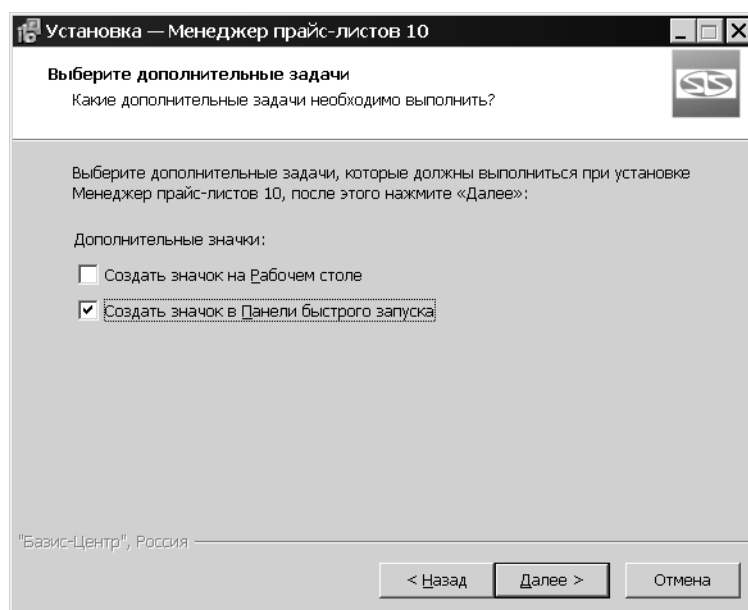 Установка — Менеджер прайс-листов 10
Выберите дополнительные задачи
Какие дополнительные задачи необходимо выполнить?
Выберите дополнительные задачи, которые должны выполниться при установке
Менеджер прайс-листов 10, после этого нажмите «Далее»:
Дополнительные значки:
Создать значок на Рабочем столе
Создать значок в Панели быстрого запуска
"Базис-Центр", Россия
< Назад
Далее >
Отмена